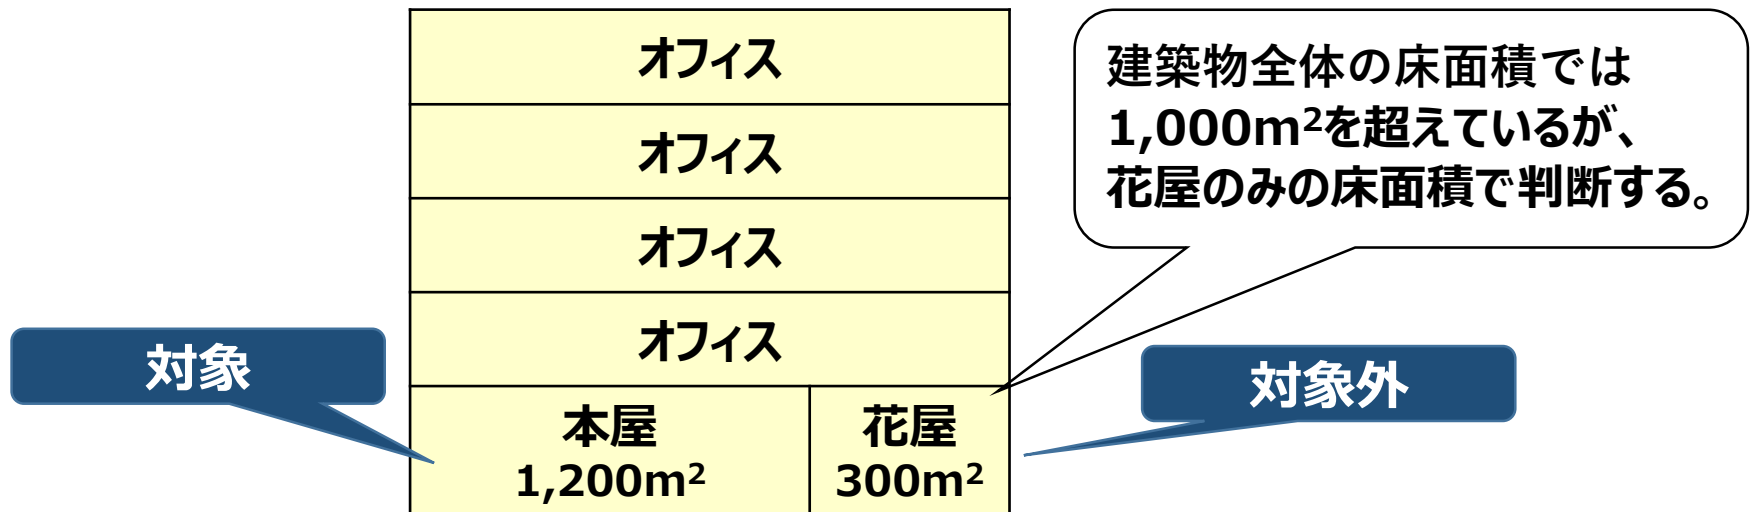 オフィス
オフィス
オフィス
オフィス
本屋
1,200m²
花屋
300m²
対象
対象外
建築物全体の床面積では
1,000m²を超えているが、
花屋のみの床面積で判断する。